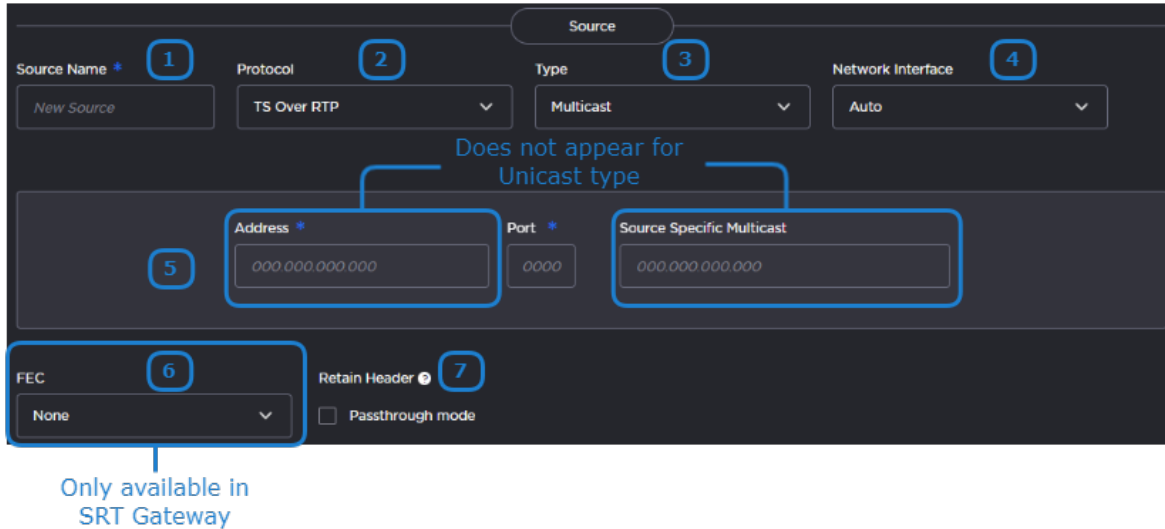 Source
Source Name * 1
Protocol 2
Type 3
Network Interface 4
New Source
TS Over RTP
Multicast
Auto
Does not appear for
Unicast type
Address *
Port *
Source Specific Multicast
5
000.000.000.000
0000
000.000.000.000
FEC 6
Retain Header ? 7
None
Passthrough mode
Only available in
SRT Gateway